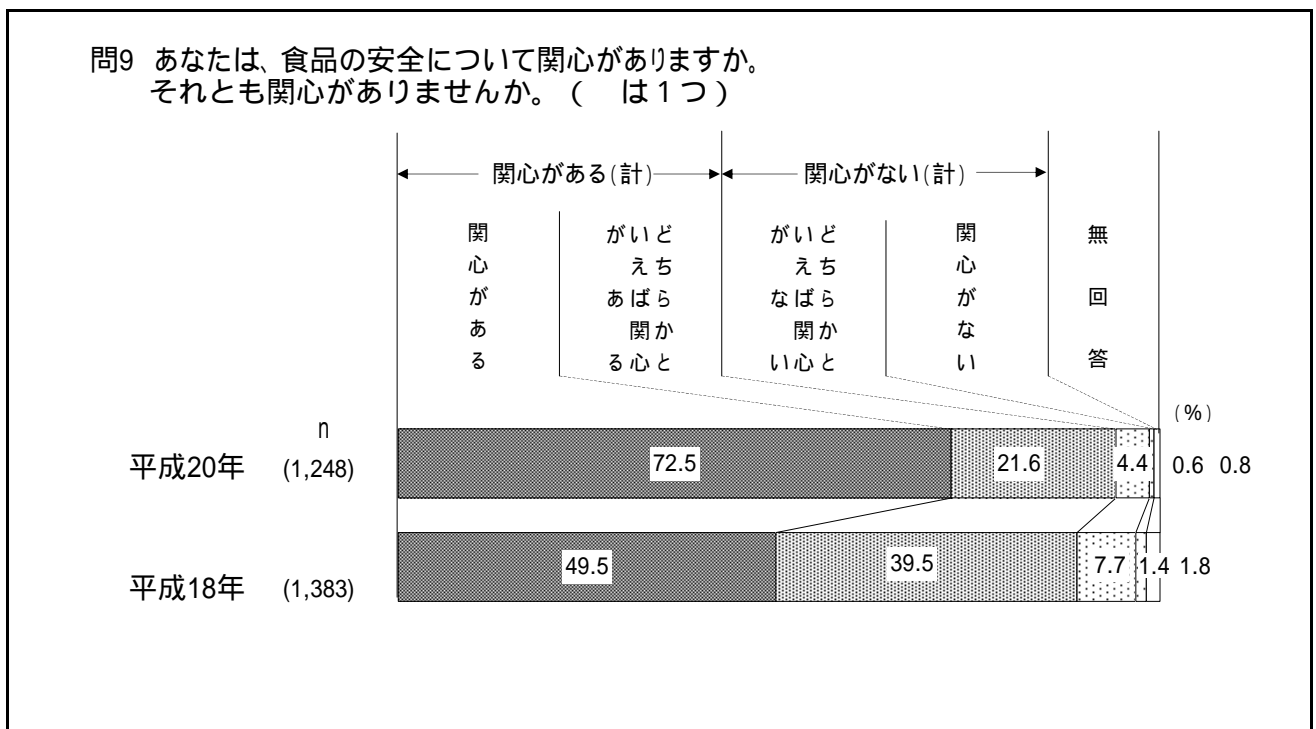 問9 あなたは、食品の安全について関心がありますか。
それとも関心がありませんか。（　は１つ）
関心がある(計)
関心がない(計)
関心がある
どちらかといえば関心がある
どちらかといえば関心がない
関心がない
無回答
(%)
n
平成20年 (1,248) 72.5 21.6 4.4 0.6 0.8
平成18年 (1,383) 49.5 39.5 7.7 1.4 1.8